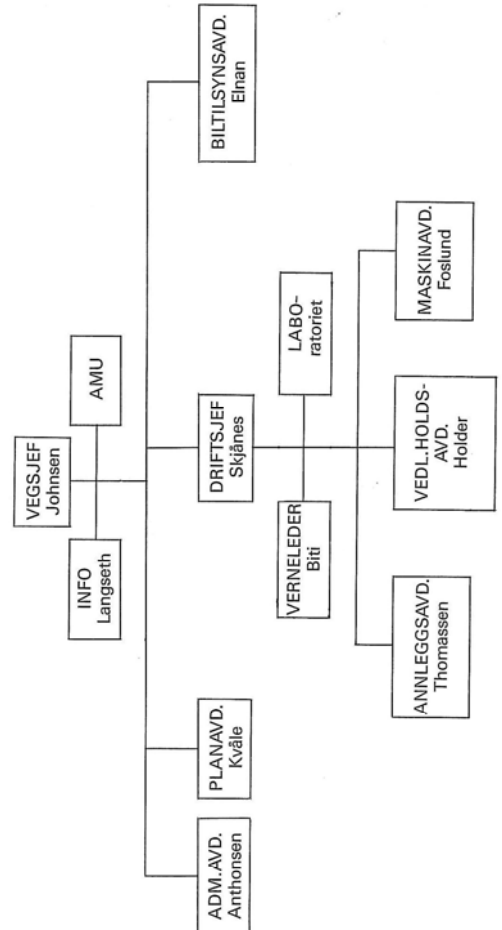 VEGSJEF
Johnsen
INFO
Langseth
AMU
ADM.AVD.
Anthonsen
PLANAVD.
Kvåle
DRIFTSJEF
Skjånes
BILTILSYNSAVD.
Elnan
VERNELEDER
Biti
LABO-
ratoriet
ANNLEGGSAVD.
Thomassen
VEDL.HOLDS-
AVD.
Holder
MASKINAVD.
Foslund